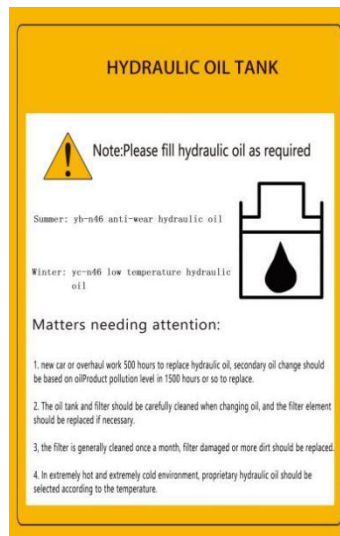 HYDRAULIC OIL TANK
Note:Please fill hydraulic oil as required
Summer: yb-n46 anti-wear hydraulic oil
Winter: yc-n46 low temperature hydraulic
oil
Matters needing attention:
1. new car or overhaul work 500 hours to replace hydraulic oil, secondary oil change should
be based on oilProduct pollution level in 1500 hours or so to replace.
2. The oil tank and filter should be carefully cleaned when changing oil, and the filter element
should be replaced if necessary.
3, the filter is generally cleaned once a month, filter damaged or more dirt should be replaced.
4. In extremely hot and extremely cold environment, proprietary hydraulic oil should be
selected according to the temperature.